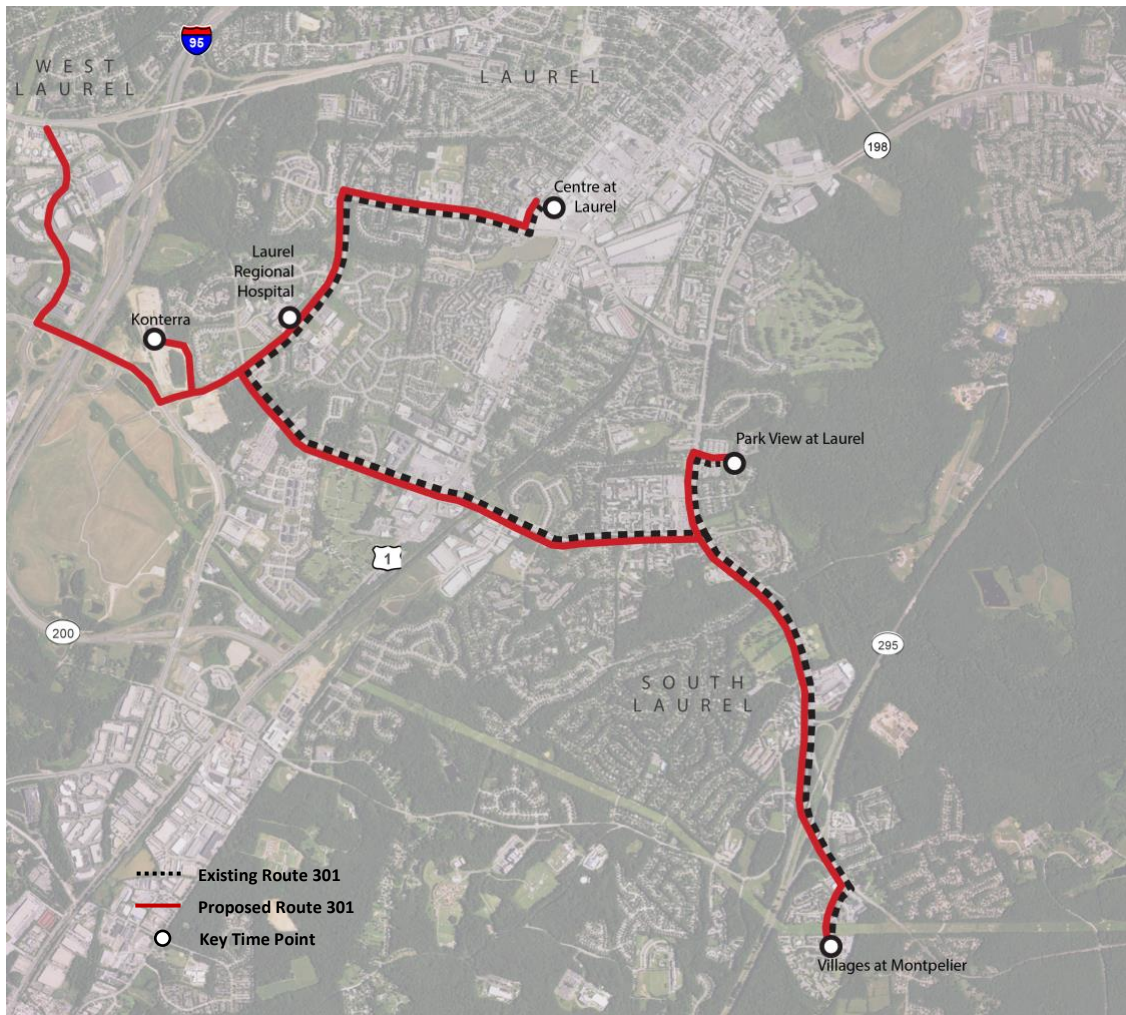 95
WEST
LAUREL
LAUREL
198
Centre at
Laurel
Laurel
Regional
Hospital
Konterra
Park View at Laurel
1
200
295
SOUTH
LAUREL
Existing Route 301
Proposed Route 301
Key Time Point
Villages at Montpelier